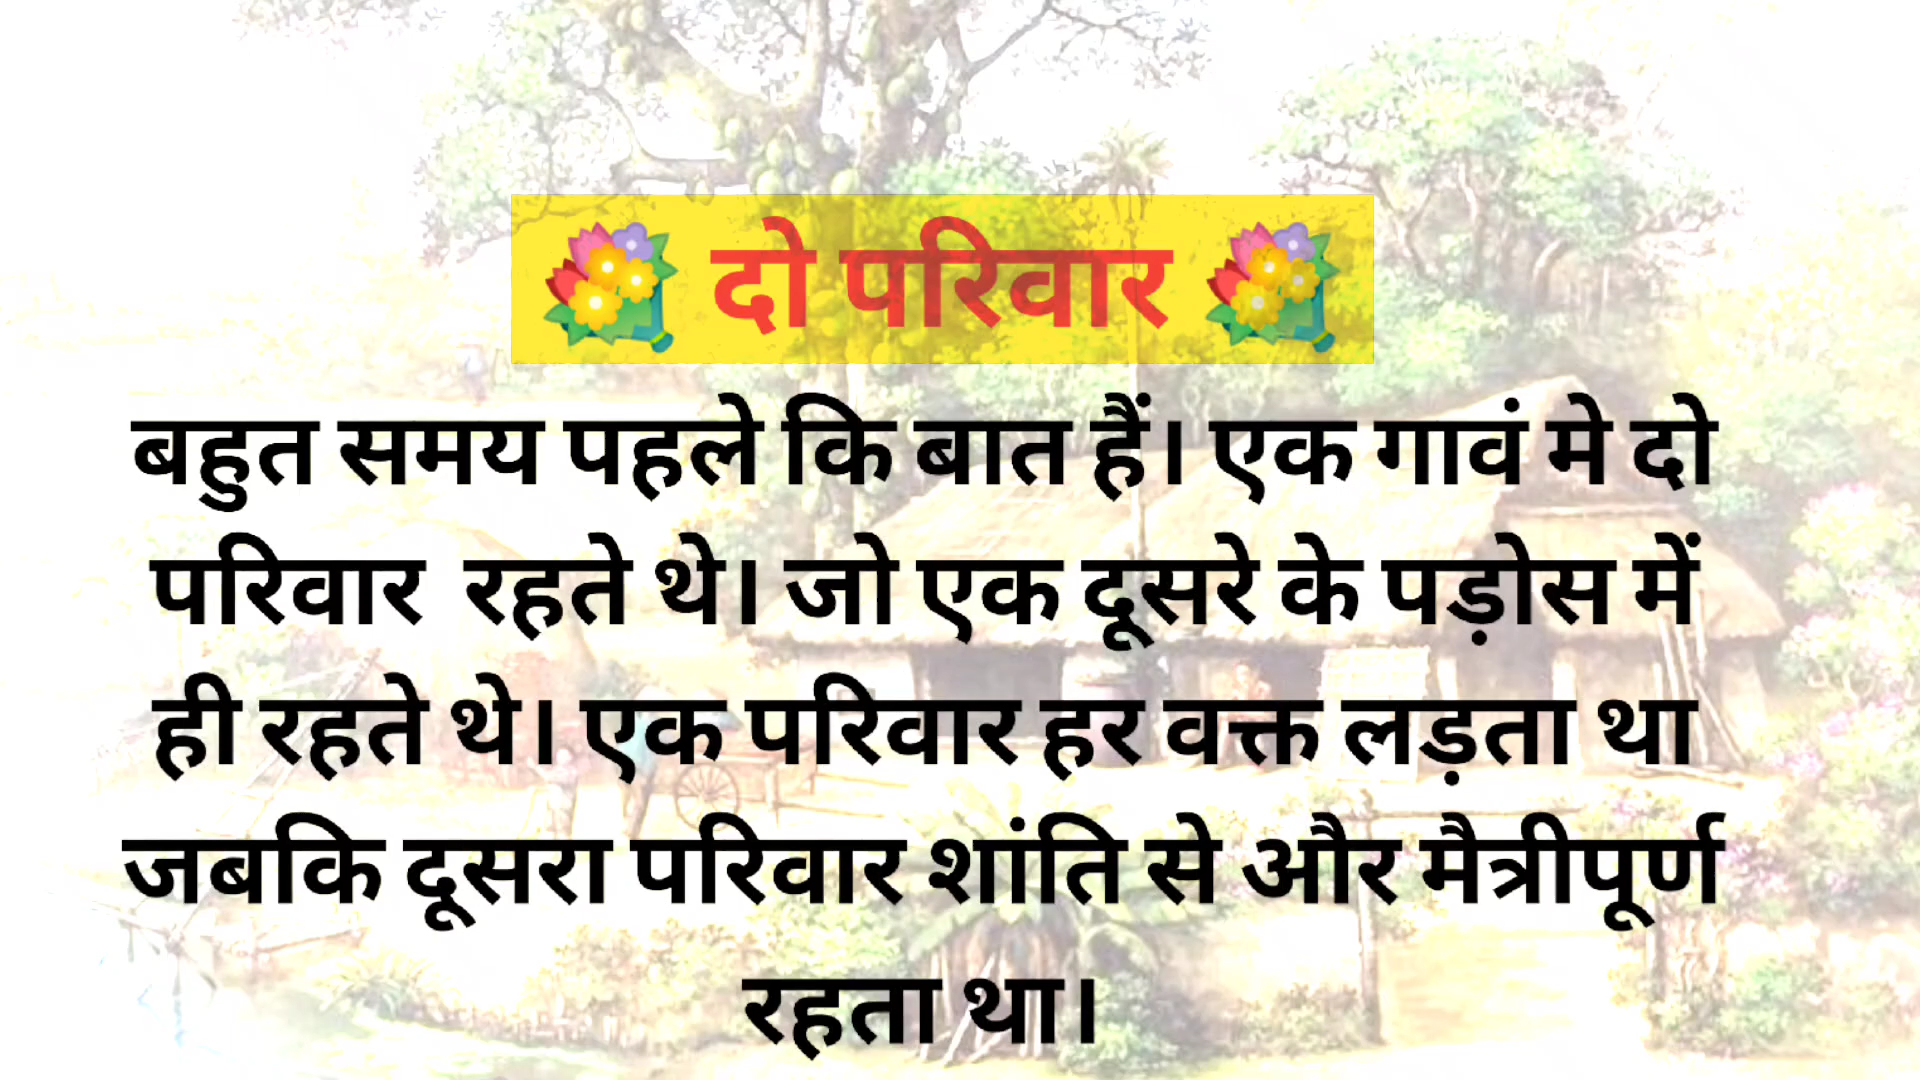 💐 दो परिवार 💐
बहुत समय पहले कि बात हैं। एक गावं मे दो
परिवार रहते थे। जो एक दूसरे के पड़ोस में
ही रहते थे। एक परिवार हर वक्त लड़ता था
जबकि दूसरा परिवार शांति से और मैत्रीपूर्ण
रहता था।